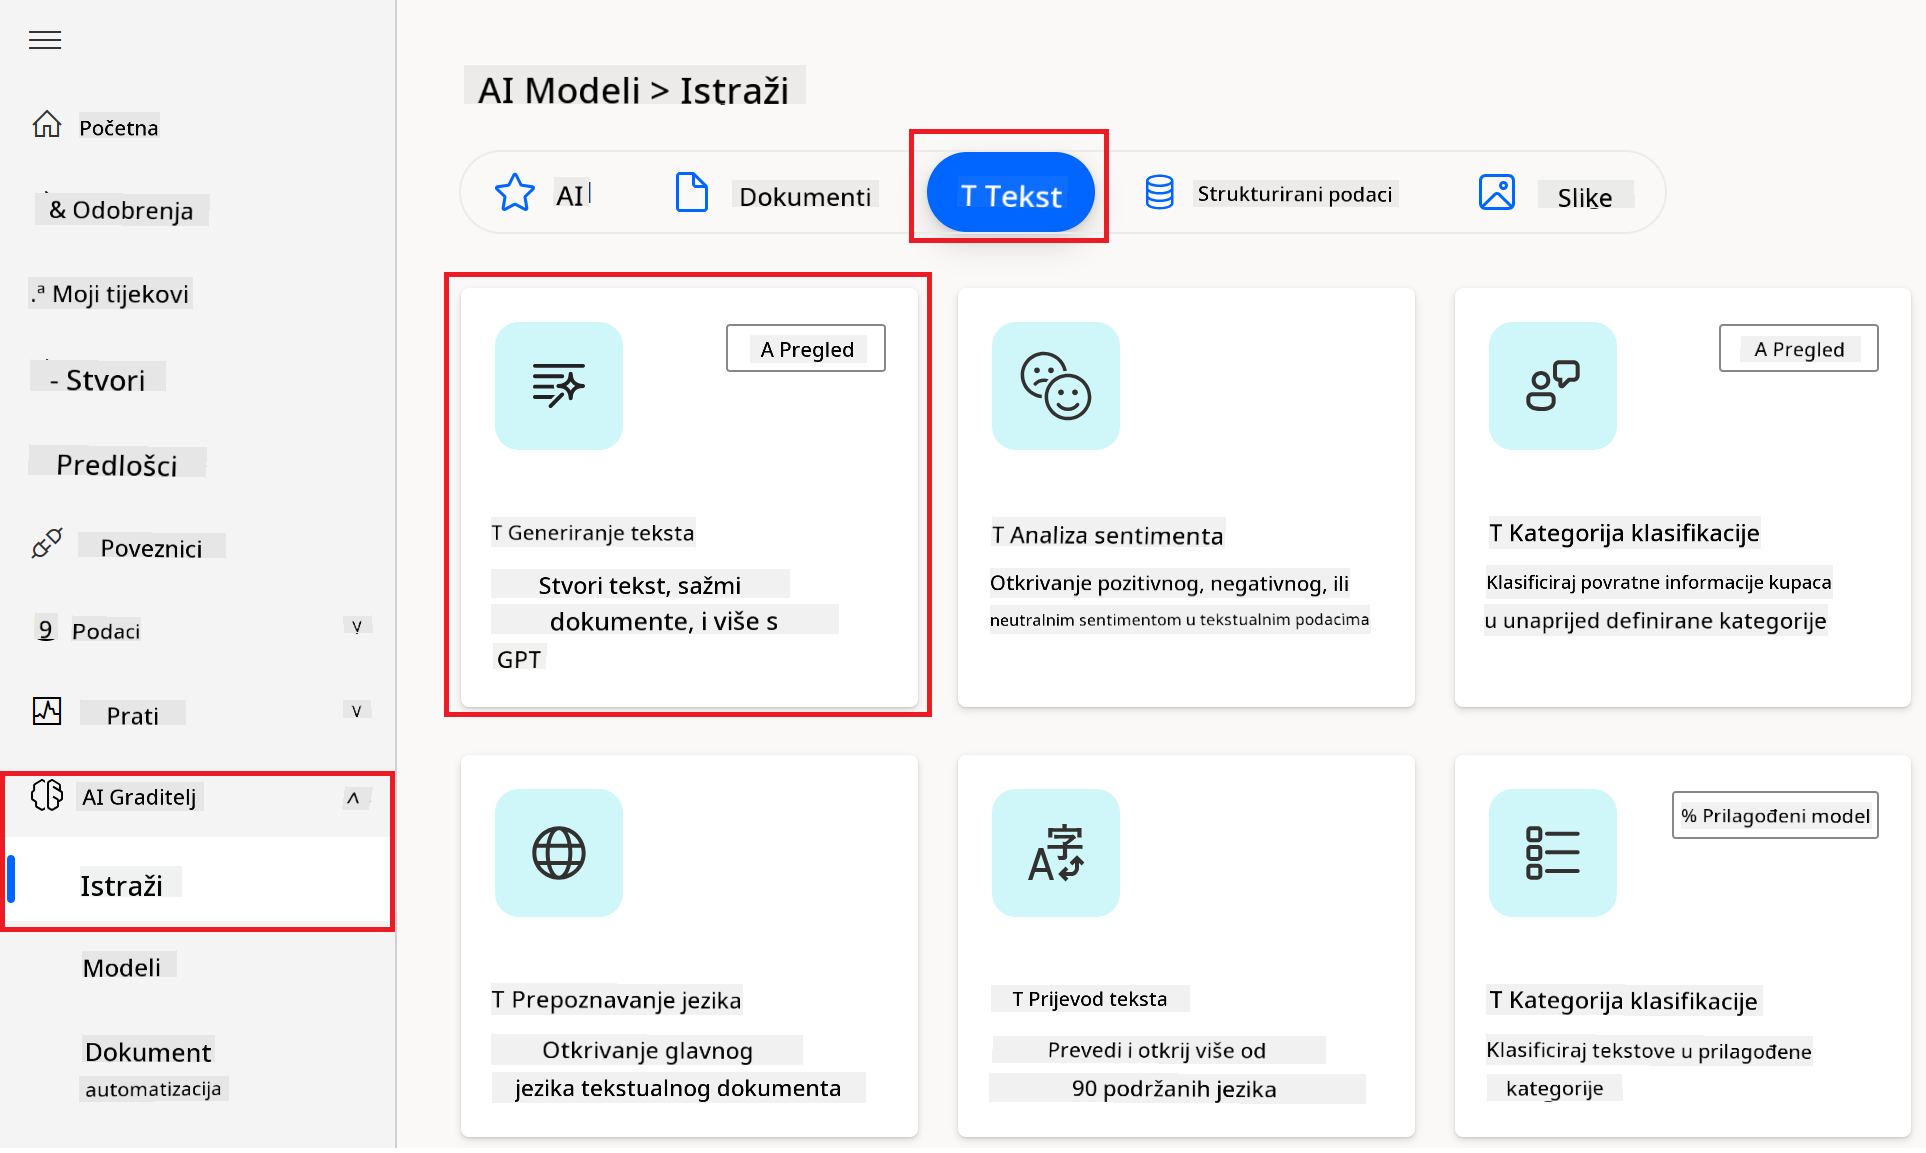 Početna
& Odobrenja
.ª Moji tijekovi
- Stvori
Predlošci
Poveznici
9 Podaci
Prati
AI Graditelj
Istraži
Modeli
Dokument
automatizacija
AI Modeli > Istraži
AI
Dokumenti
T Tekst
Strukturirani podaci
Slike
A Pregled
T Generiranje teksta
Stvori tekst, sažmi
dokumente, i više s
GPT
T Analiza sentimenta
Otkrivanje pozitivnog, negativnog, ili
neutralnim sentimentom u tekstualnim podacima
A Pregled
T Kategorija klasifikacije
Klasificiraj povratne informacije kupaca
u unaprijed definirane kategorije
T Prepoznavanje jezika
Otkrivanje glavnog
jezika tekstualnog dokumenta
字
A
T Prijevod teksta
Prevedi i otkrij više od
90 podržanih jezika
% Prilagođeni model
T Kategorija klasifikacije
Klasificiraj tekstove u prilagođene
kategorije